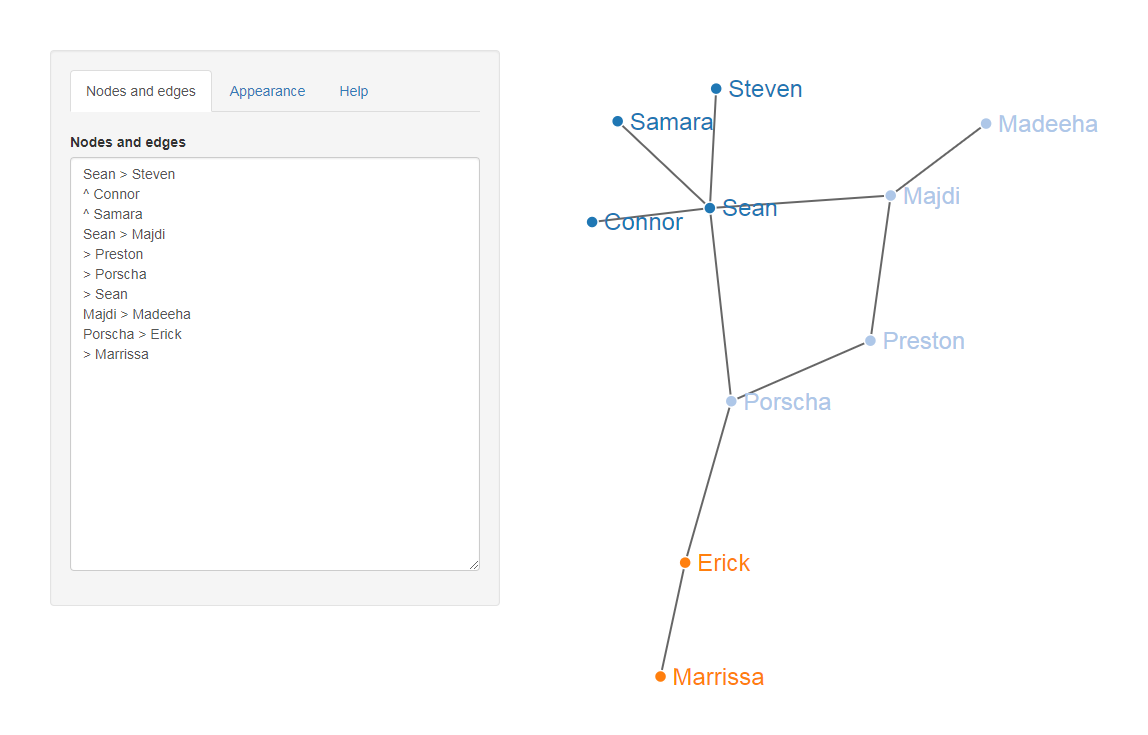 Nodes and edges
Appearance
Help
Nodes and edges
Sean > Steven
^ Connor
^ Samara
Sean > Majdi
> Preston
> Porscha
> Sean
Majdi > Madeeha
Porscha > Erick
> Marrissa
Steven
Samara
Madeeha
Majdi
Sean
Connor
Preston
Porscha
Erick
Marrissa